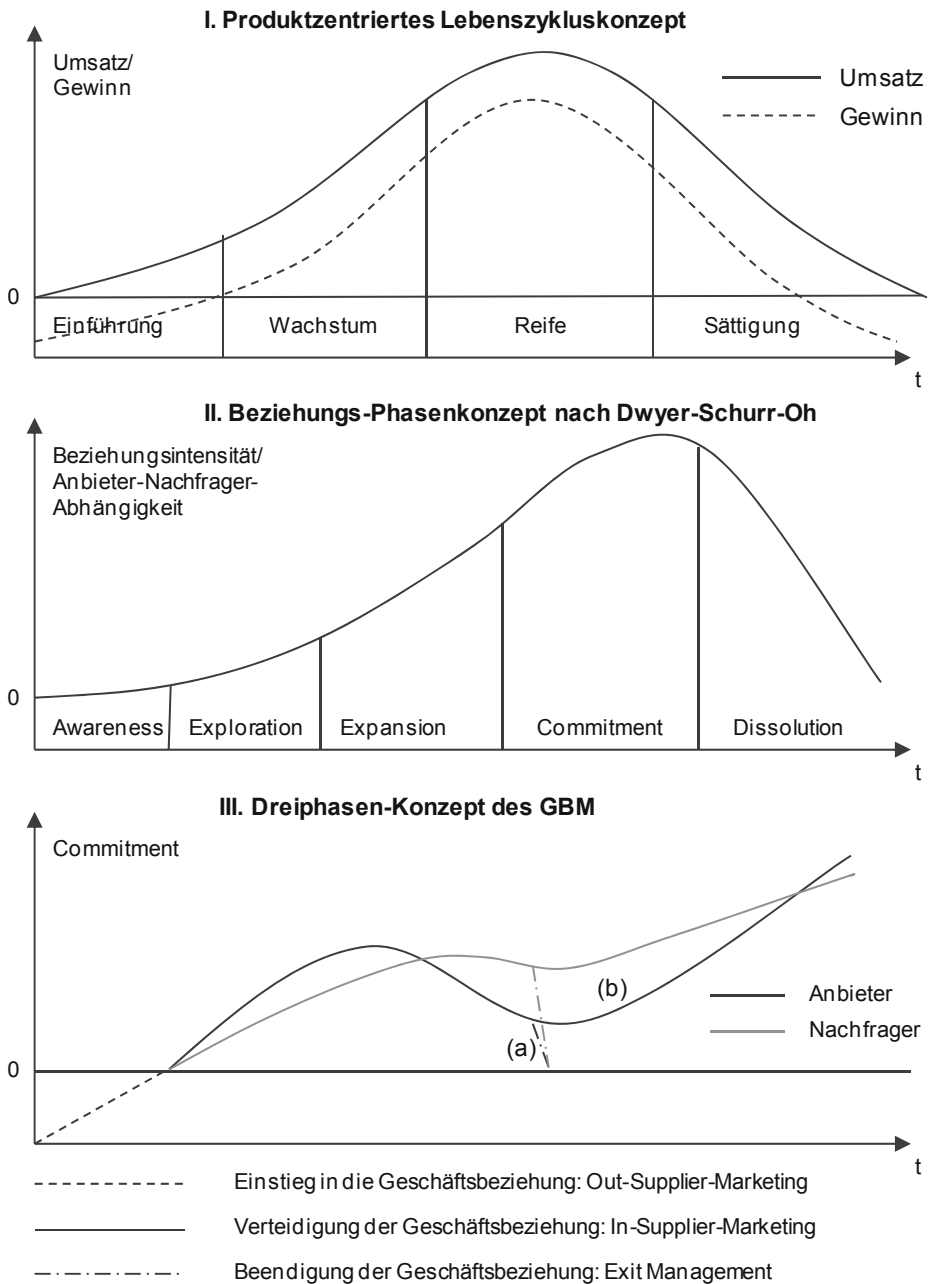 I. Produktzentriertes Lebenszykluskonzept
Umsatz/
Gewinn
Umsatz
Gewinn
0
Einführung
Wachstum
Reife
Sättigung
t
II. Beziehungs-Phasenkonzept nach Dwyer-Schurr-Oh
Beziehungsintensität/
Anbieter-Nachfrager-
Abhängigkeit
0
Awareness
Exploration
Expansion
Commitment
Dissolution
t
III. Dreiphasen-Konzept des GBM
Commitment
(b)
Anbieter
Nachfrager
(a)
0
t
Einstieg in die Geschäftsbeziehung: Out-Supplier-Marketing
Verteidigung der Geschäftsbeziehung: In-Supplier-Marketing
Beendigung der Geschäftsbeziehung: Exit Management